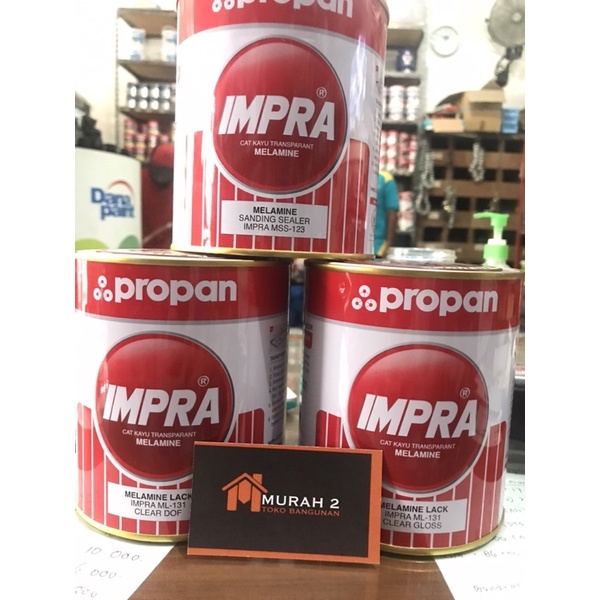 propan
IMPRA
®
CAT KAYU TRANSPARANT
MELAMINE
MELAMINE
SANDING SEALER
IMPRA MSS-123
Dana
paint
propan
IMPRA
®
CAT KAYU TRANSPARANT
MELAMINE
MELAMINE LACK
IMPRA ML-131
CLEAR DOF
propan
IMPRA
®
CAT KAYU TRANSPARANT
MELAMINE
MELAMINE LACK
IMPRA ML-131
CLEAR GLOSS
MURAH 2
TOKO BANGUNAN
10 000